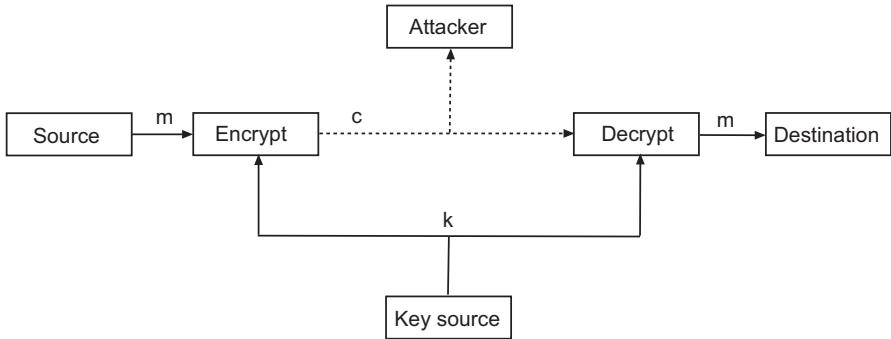 Attacker
m
c
m
Source
Encrypt
Decrypt
Destination
k
Key source